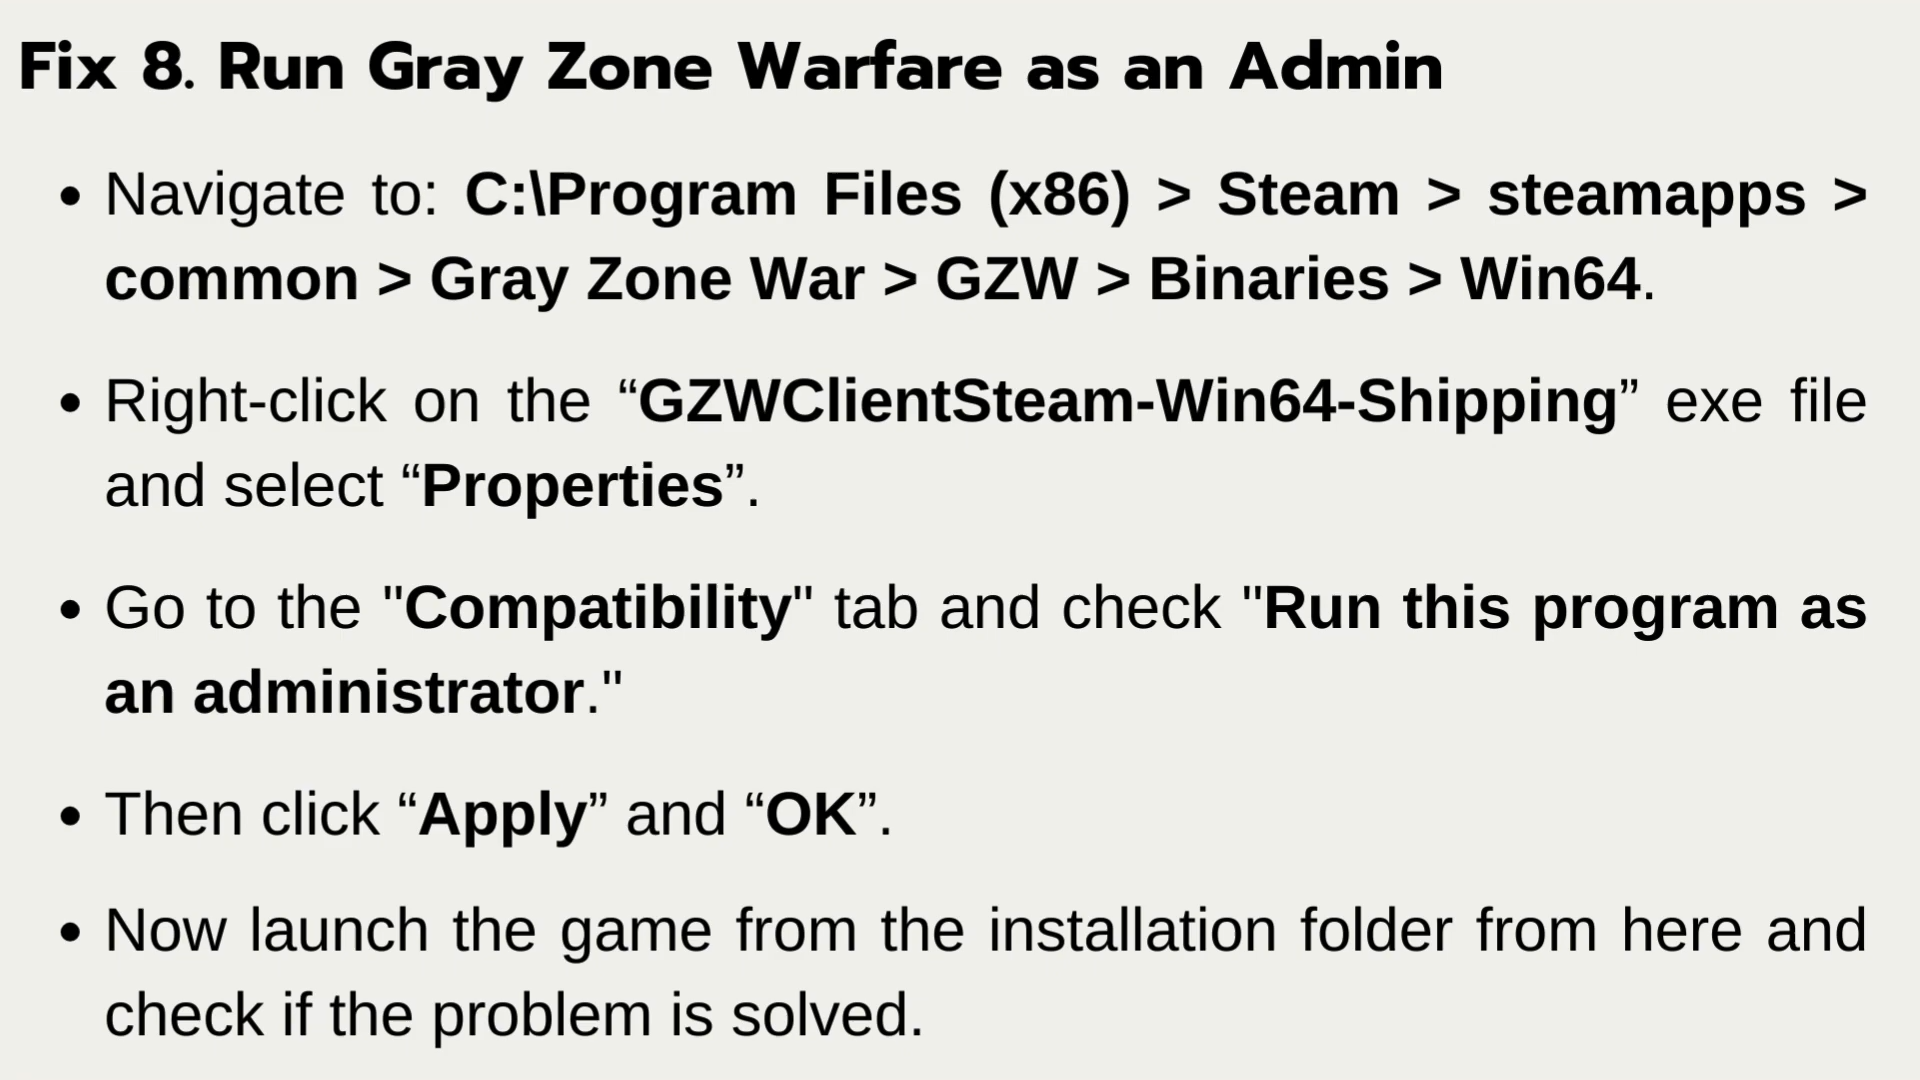 Fix 8. Run Gray Zone Warfare as an Admin
• Navigate to: C:\Program Files (x86) > Steam > steamapps >
common > Gray Zone War > GZW > Binaries > Win64.
• Right-click on the “GZWClientSteam-Win64-Shipping” exe file
and select “Properties”.
• Go to the "Compatibility" tab and check "Run this program as
an administrator."
• Then click “Apply” and “OK”.
• Now launch the game from the installation folder from here and
check if the problem is solved.